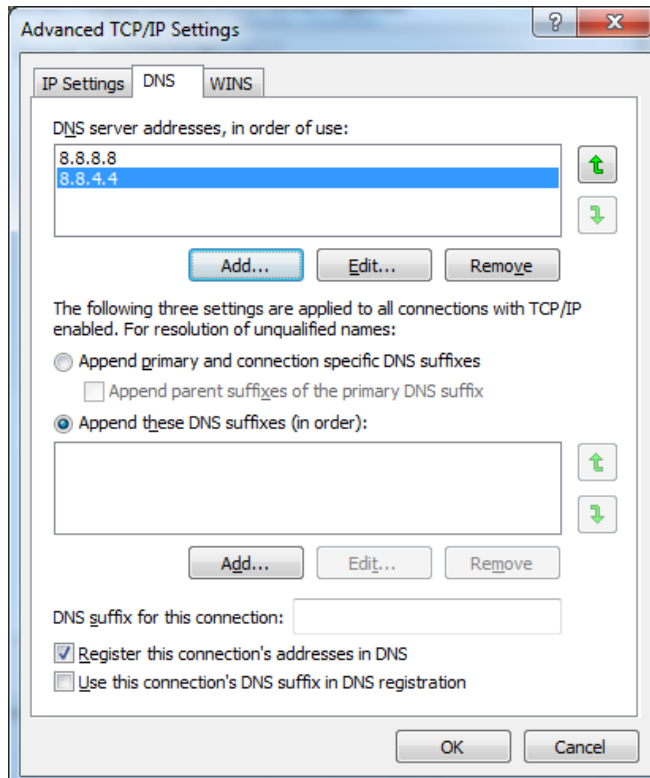 Advanced TCP/IP Settings
IP Settings
DNS
WINS
DNS server addresses, in order of use:
8.8.8.8
8.8.4.4
Add...
Edit...
Remove
The following three settings are applied to all connections with TCP/IP
enabled. For resolution of unqualified names:
Append primary and connection specific DNS suffixes
Append parent suffixes of the primary DNS suffix
Append these DNS suffixes (in order):
Add...
Edit...
Remove
DNS suffix for this connection:
Register this connection's addresses in DNS
Use this connection's DNS suffix in DNS registration
OK
Cancel